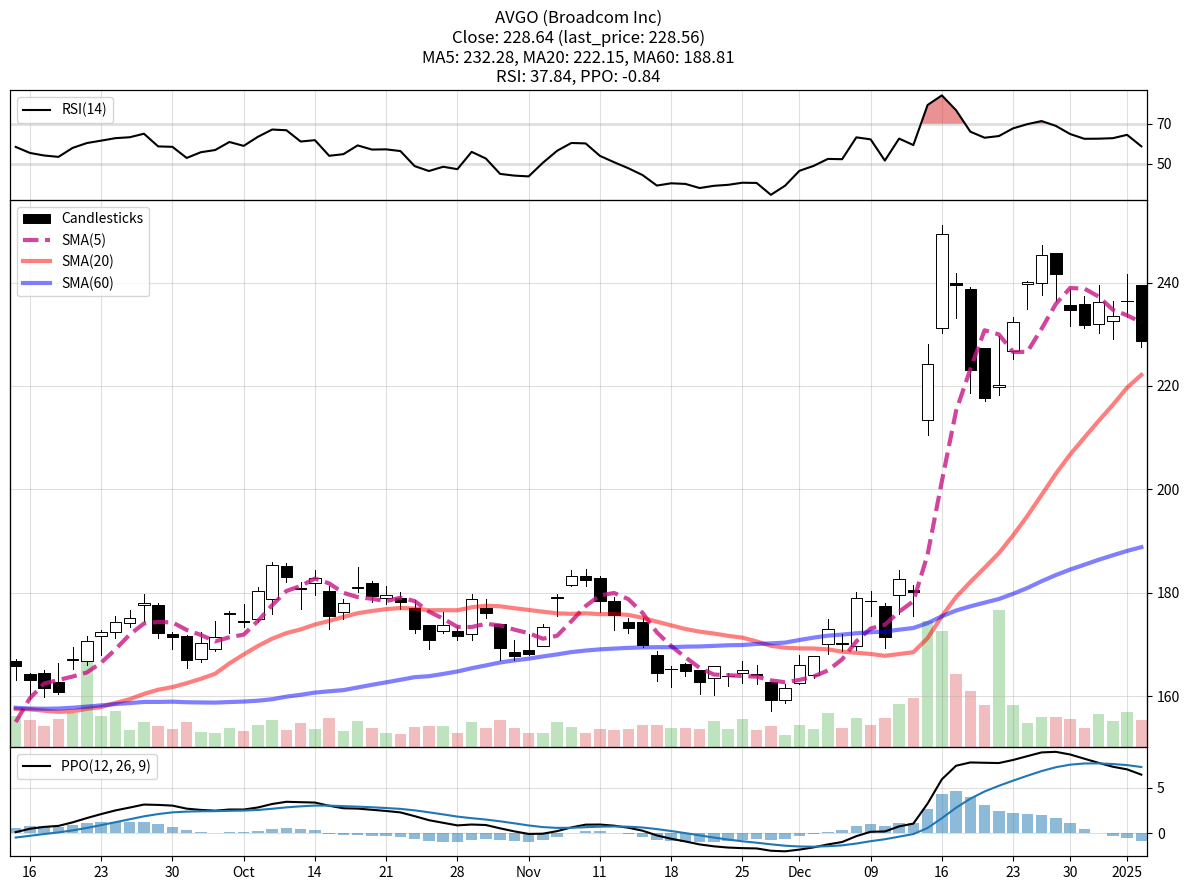 AVGO (Broadcom Inc)
Close: 228.64 (last_price: 228.56)
MA5: 232.28, MA20: 222.15, MA60: 188.81
RSI: 37.84, PPO: -0.84
RSI(14)
70
50
Candlesticks
SMA(5)
SMA(20)
SMA(60)
240
220
200
180
160
PPO(12, 26, 9)
5
0
16 23 30 Oct 14 21 28 Nov 11 18 25 Dec 09 16 23 30 2025